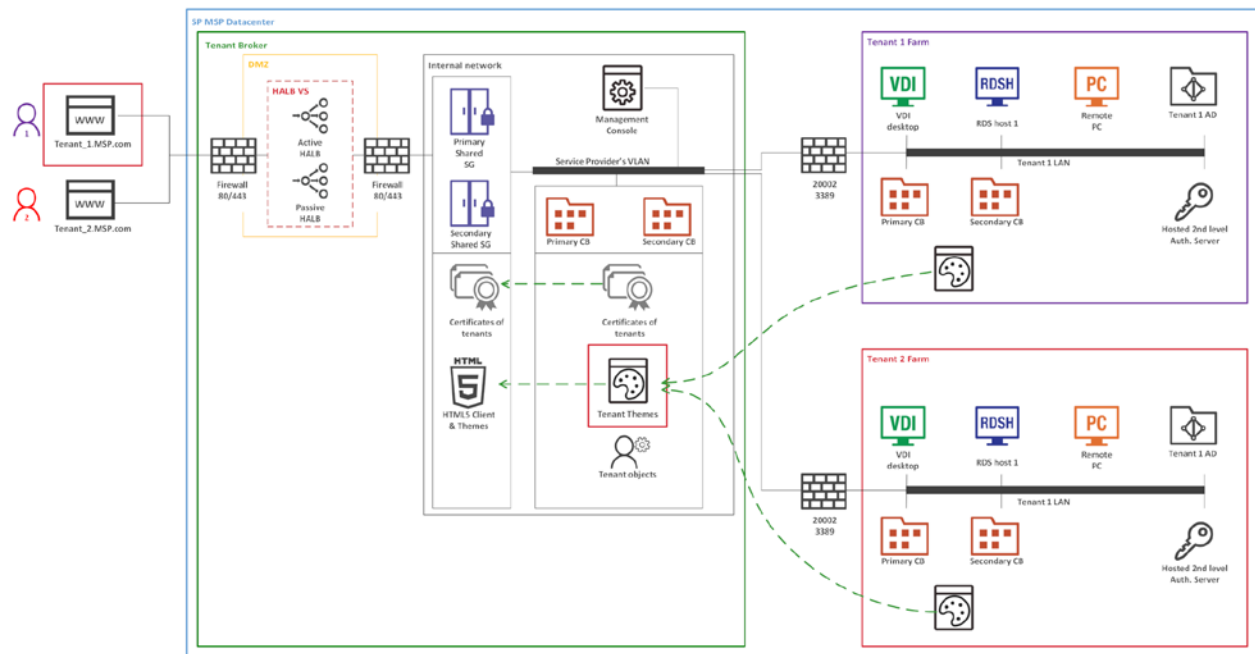 SP MSP Datacenter
Tenant Broker
DMZ
HALB VS
Active
HALB
Passive
HALB
1
WWW
Tenant_1.MSP.com
2
WWW
Tenant_2.MSP.com
Firewall
80/443
Firewall
80/443
Internal network
Primary
Shared
SG
Secondary
Shared SG
Management
Console
Service Provider's VLAN
Primary CB
Secondary CB
Certificates of
tenants
Certificates of
tenants
HTML
5
HTML5 Client
& Themes
Tenant Themes
Tenant objects
20002
3389
20002
3389
Tenant 1 Farm
VDI
VDI
desktop
RDSH
RDS host 1
PC
Remote
PC
Tenant 1 AD
Tenant 1 LAN
Primary CB
Secondary CB
Hosted 2nd level
Auth. Server
Tenant 2 Farm
VDI
VDI
desktop
RDSH
RDS host 1
PC
Remote
PC
Tenant 1 AD
Tenant 1 LAN
Primary CB
Secondary CB
Hosted 2nd level
Auth. Server